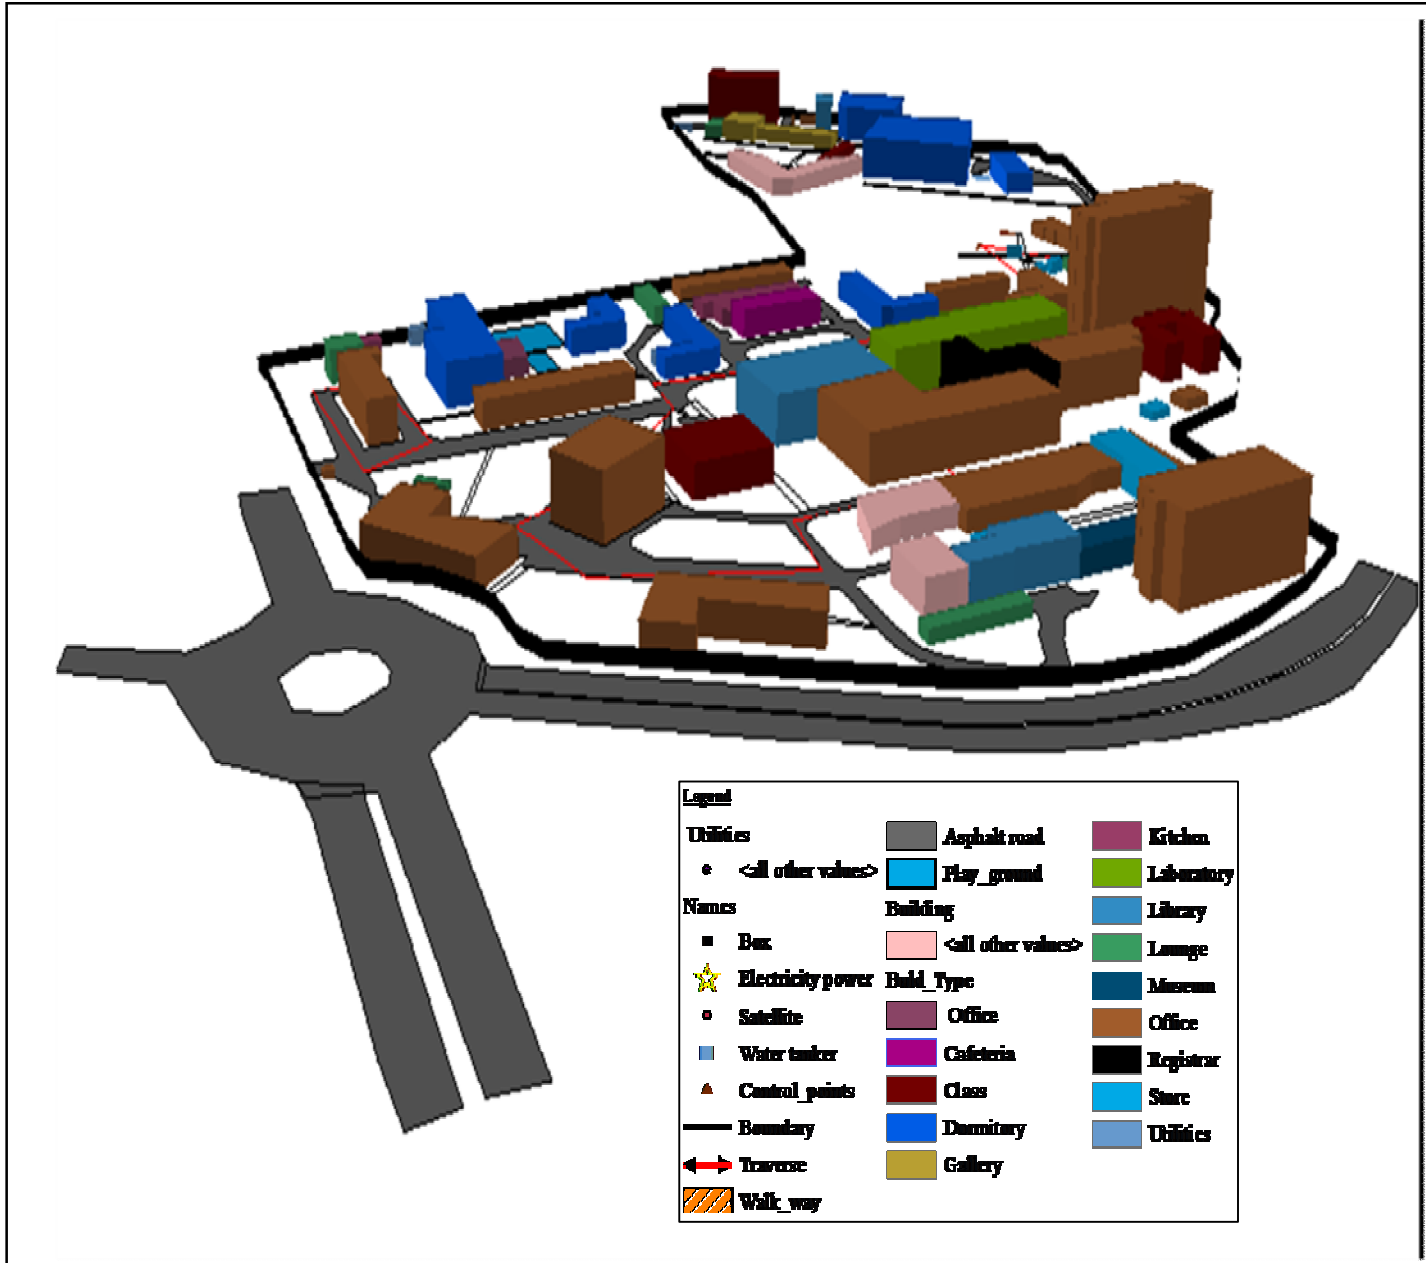 Legend
Utilities
<all other values>
Names
Box
Electricity power
Satellite
Water tanker
Control_points
Boundary
Traverse
Walk_way
Asphalt road
Play_ground
Building
<all other values>
Buld_Type
Office
Cafeteria
Class
Dormitory
Gallery
Kitchen
Laboratory
Library
Lounge
Museum
Office
Registrar
Store
Utilities